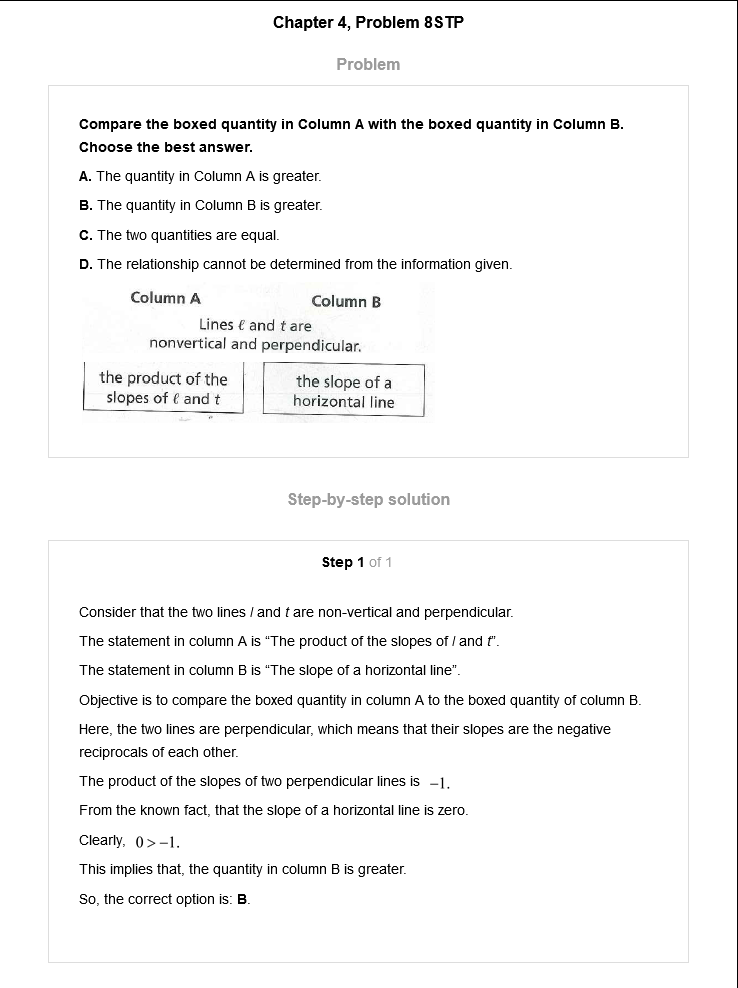 Chapter 4, Problem 8STP
Problem
Compare the boxed quantity in Column A with the boxed quantity in Column B.
Choose the best answer.
A. The quantity in Column A is greater.
B. The quantity in Column B is greater.
C. The two quantities are equal.
D. The relationship cannot be determined from the information given.
Column A Column B
Lines ℓ and t are
nonvertical and perpendicular.
the product of the
slopes of ℓ and t
the slope of a
horizontal line
Step-by-step solution
Step 1 of 1
Consider that the two lines l and t are non-vertical and perpendicular.
The statement in column A is “The product of the slopes of l and t”.
The statement in column B is “The slope of a horizontal line”.
Objective is to compare the boxed quantity in column A to the boxed quantity of column B.
Here, the two lines are perpendicular, which means that their slopes are the negative
reciprocals of each other.
The product of the slopes of two perpendicular lines is −1.
From the known fact, that the slope of a horizontal line is zero.
Clearly, 0 > −1.
This implies that, the quantity in column B is greater.
So, the correct option is: B.